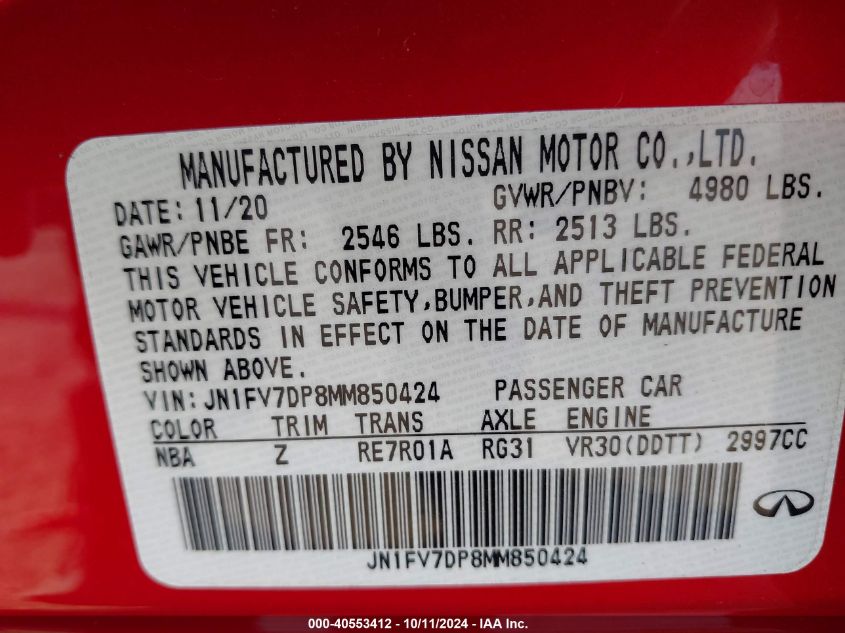 MANUFACTURED BY NISSAN MOTOR CO.,LTD.
DATE: 11/20 GVWR/PNBV: 4980 LBS.
GAWR/PNBE FR: 2546 LBS. RR: 2513 LBS.
THIS VEHICLE CONFORMS TO ALL APPLICABLE FEDERAL
MOTOR VEHICLE SAFETY,BUMPER,AND THEFT PREVENTION
STANDARDS IN EFFECT ON THE DATE OF MANUFACTURE
SHOWN ABOVE.
VIN: JN1FV7DP8MM850424 PASSENGER CAR
COLOR TRIM TRANS AXLE ENGINE
NBA Z RE7R01A RG31 VR30(DDTT) 2997CC
JN1FV7DP8MM850424
000-40553412 - 10/11/2024 - IAA Inc.